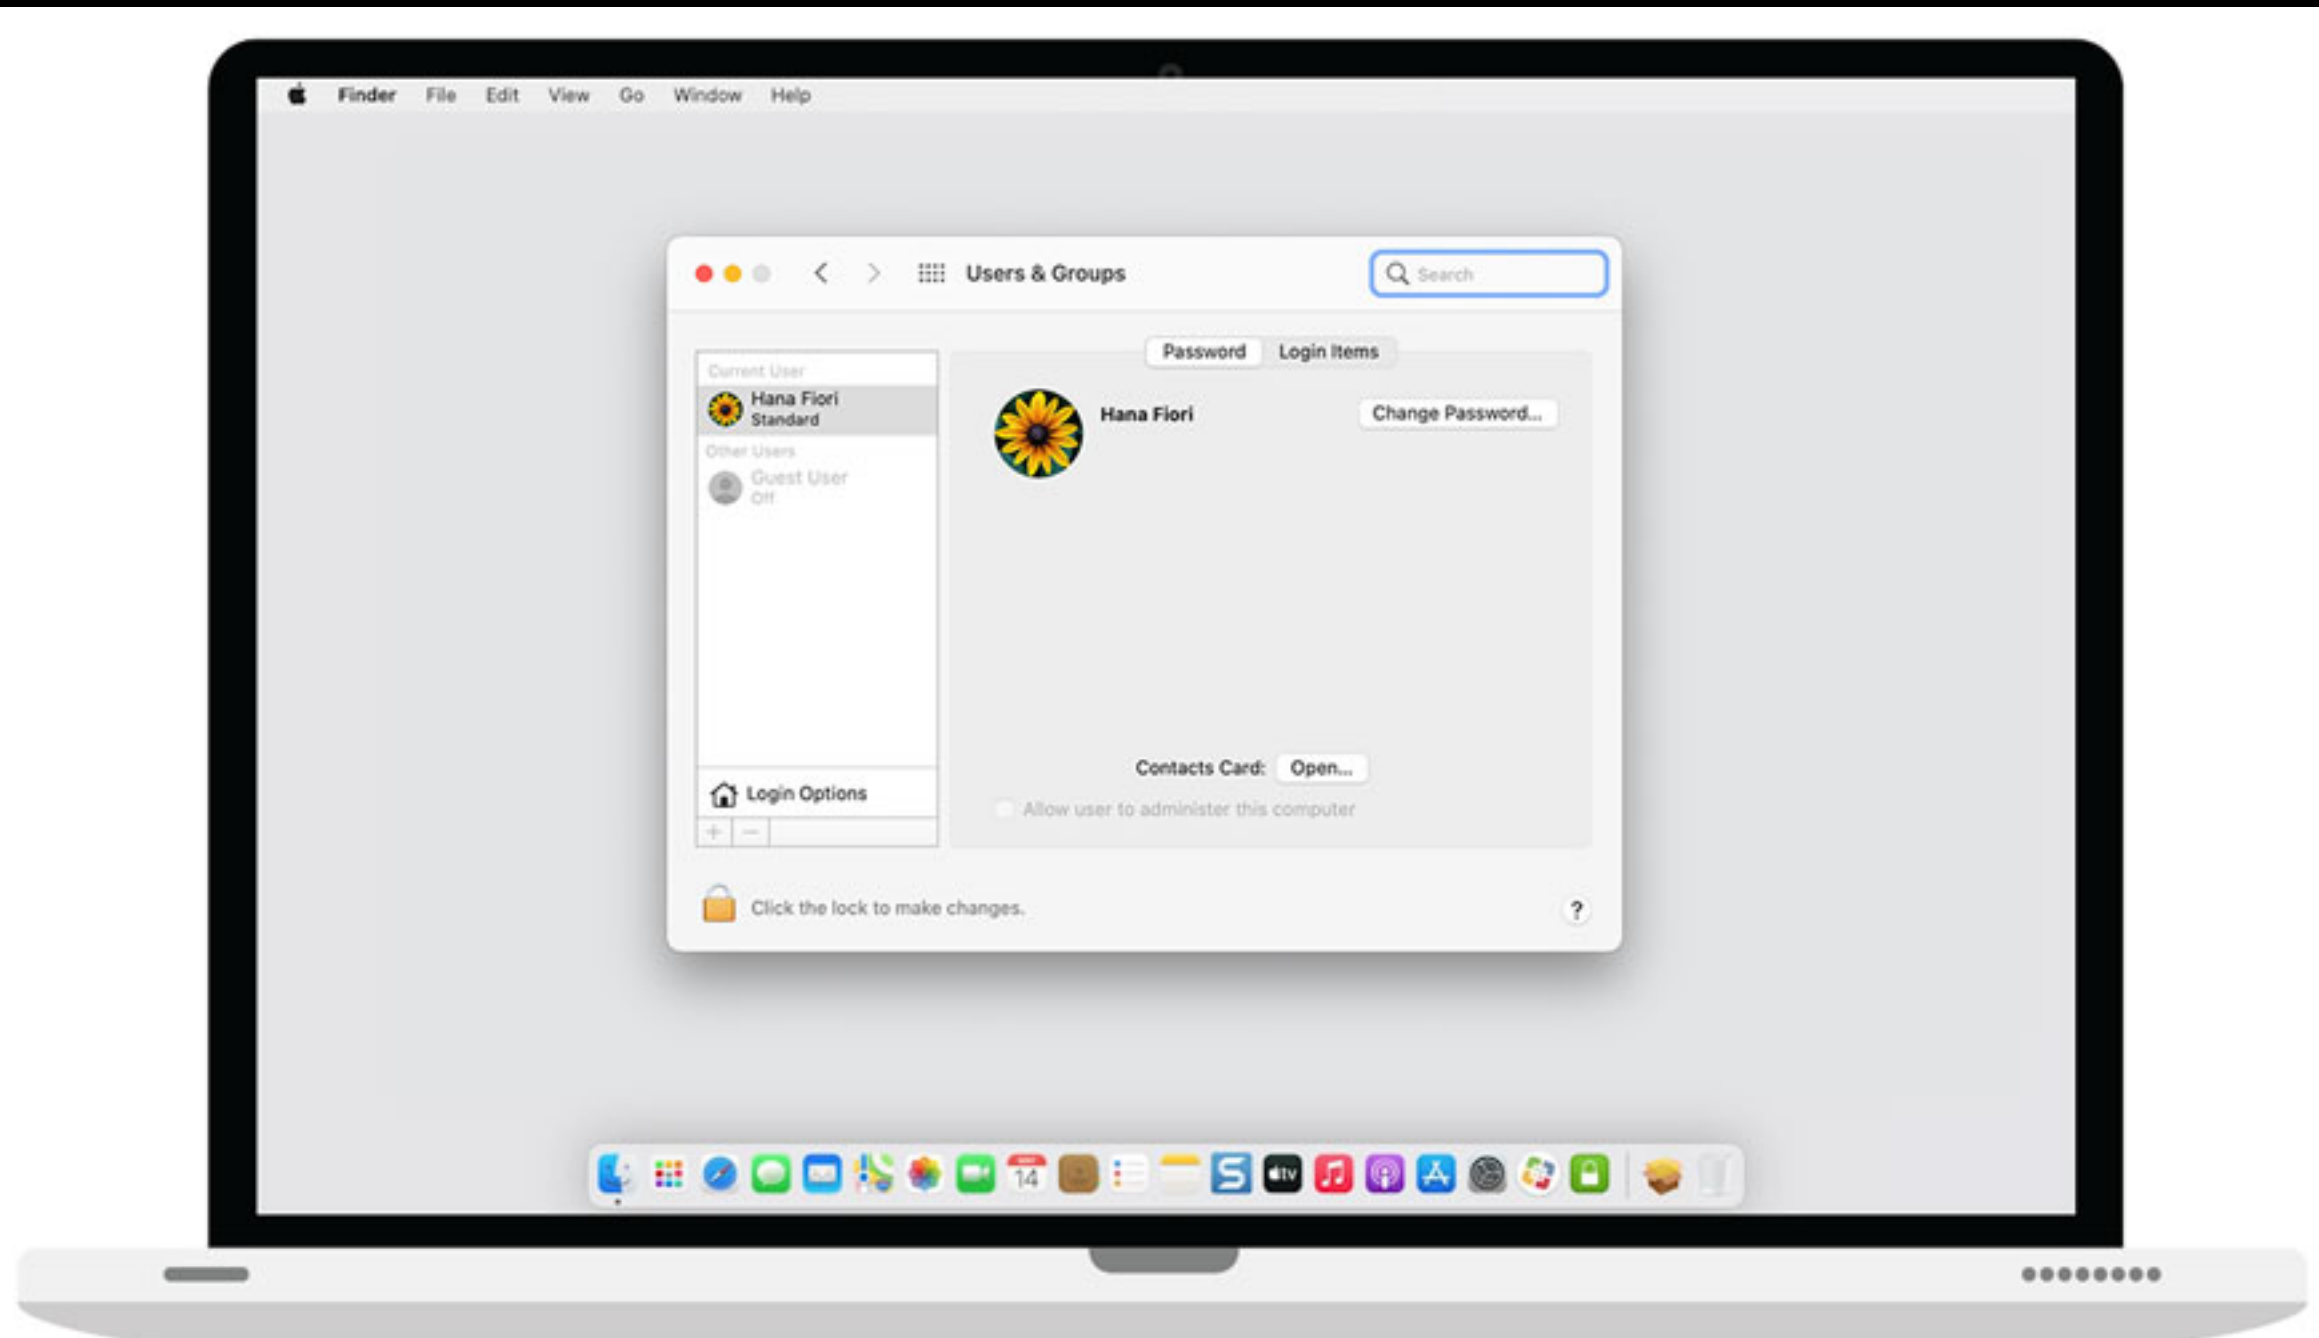 Finder File Edit View Go Window Help
Users & Groups
Search
Password Login Items
Current User
Hana Fiori
Standard
Other Users
Guest User
Off
Hana Fiori
Change Password...
Contacts Card: Open...
Allow user to administer this computer
Login Options
+ −
Click the lock to make changes.
?
14
S
tv